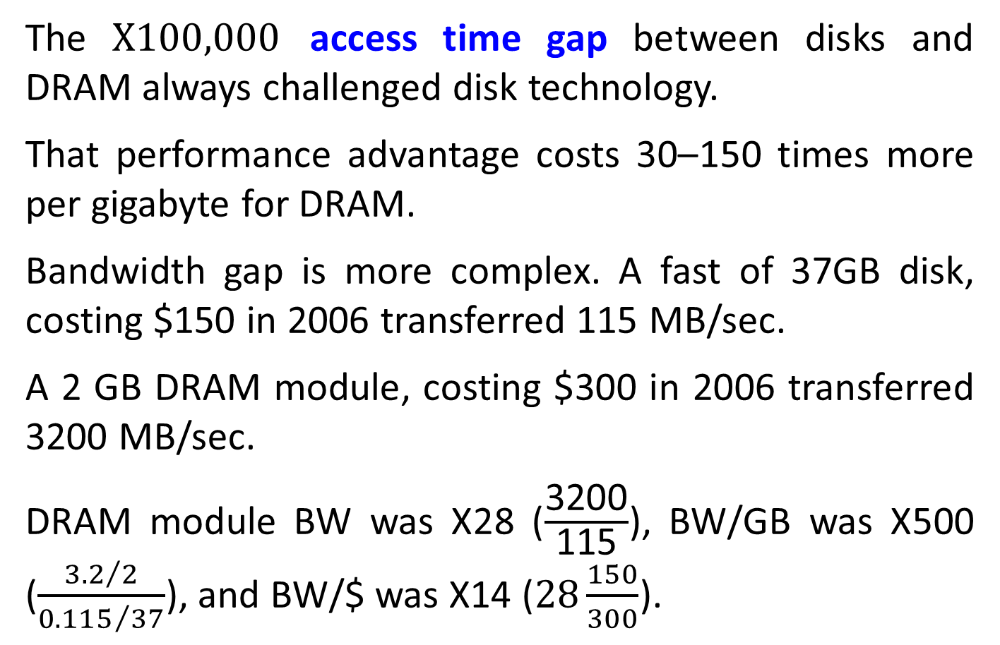 The X100,000 access time gap between disks and
DRAM always challenged disk technology.
That performance advantage costs 30–150 times more
per gigabyte for DRAM.
Bandwidth gap is more complex. A fast of 37GB disk,
costing $150 in 2006 transferred 115 MB/sec.
A 2 GB DRAM module, costing $300 in 2006 transferred
3200 MB/sec.
DRAM module BW was X28 (3200/115), BW/GB was X500
(3.2/2 / 0.115/37), and BW/$ was X14 (28 150/300).